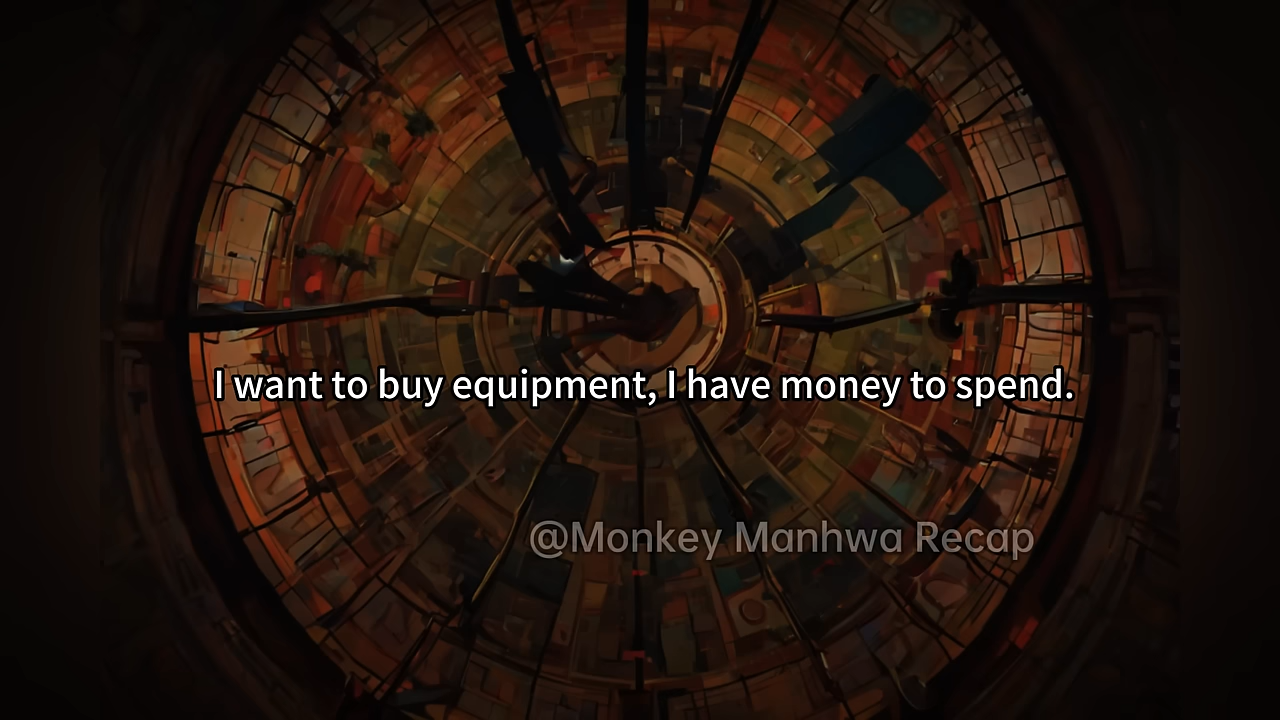 I want to buy equipment, I have money to spend.
@Monkey Manhwa Recap